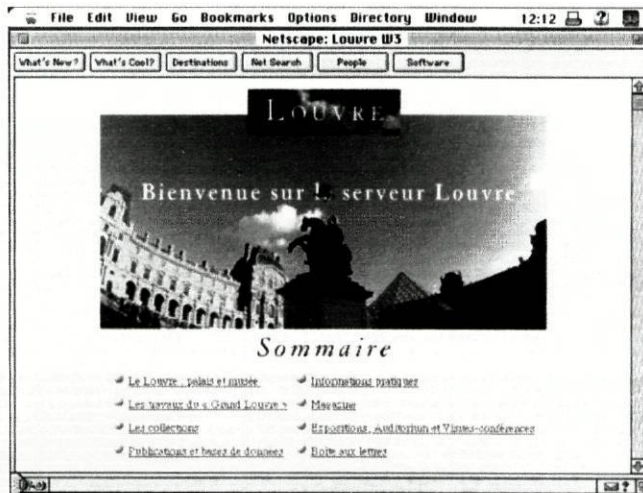 File Edit View Go Bookmarks Options Directory Window 12:12
Netscape: Louvre W3
What's New? What's Cool? Destinations Net Search People Software
LOUVRE
Bienvenue sur le serveur Louvre
Sommaire
Le Louvre : palais et musée Informations pratiques
Les travaux du « Grand Louvre » Magazine
Les collections Expositions, Auditorium et Visites-conférences
Publications et bases de données Boîte aux lettres
?